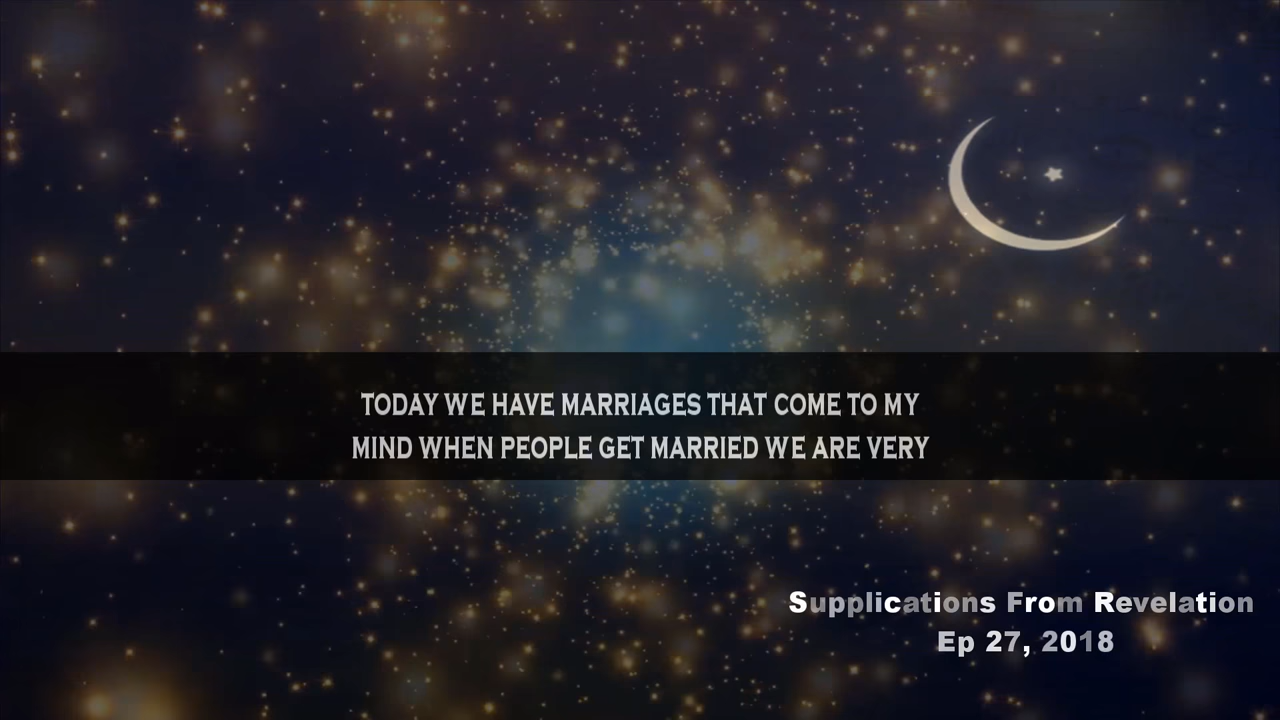 TODAY WE HAVE MARRIAGES THAT COME TO MY
MIND WHEN PEOPLE GET MARRIED WE ARE VERY
Supplications From Revelation
Ep 27, 2018